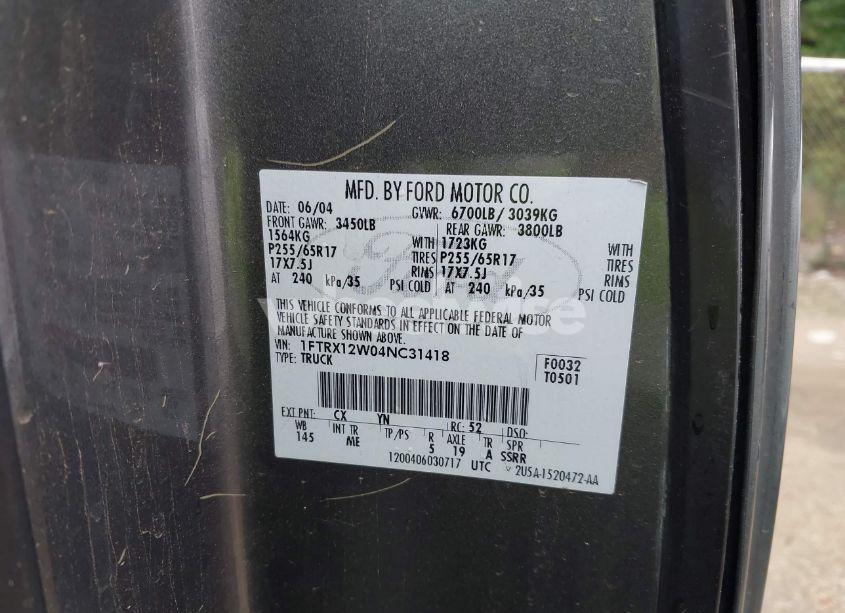 MFD. BY FORD MOTOR CO.
DATE 06/04 GVWR: 6700LB/ 3039KG
FRONT GAWR: 3450LB REAR GAWR: 3800LB
1564KG WITH 1723KG WITH
P255/65R17 TIRES P255/65R17 TIRES
17X7.5J RIMS 17X7.5J RIMS
AT 240 kPa/35 PSI COLD AT 240 kPa/35 PSI COLD
THIS VEHICLE CONFORMS TO ALL APPLICABLE FEDERAL MOTOR
VEHICLE SAFETY STANDARDS IN EFFECT ON THE DATE OF
MANUFACTURE SHOWN ABOVE.
VIN: 1FTRX12W04NC31418 F0032
TYPE: TRUCK T0501
EXT PNT: CX YN RC: 52 DSO:
WB INT TR TP/PS R AXLE TR SPR
145 ME 5 19 A SSRR
1200406030717 UTC 2U5A-1520472-AA